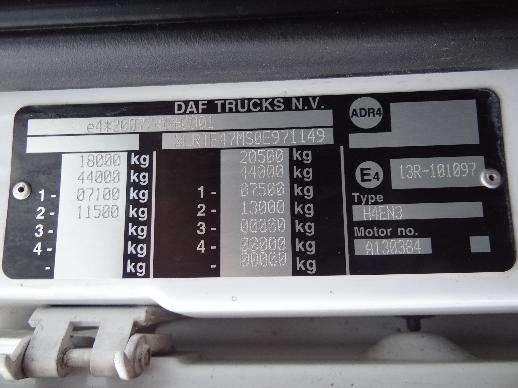 DAF TRUCKS N.V.
ADR4
18000 kg 20500 kg
44000 kg 44000 kg
E4 13R-101097
1- 07100 kg 1- 07500 kg
2- 11500 kg 2- 13000 kg
Type
H4EN3
3- kg 3- kg
Motor no.
4- kg 4- kg
A130384
- kg - 00000 kg